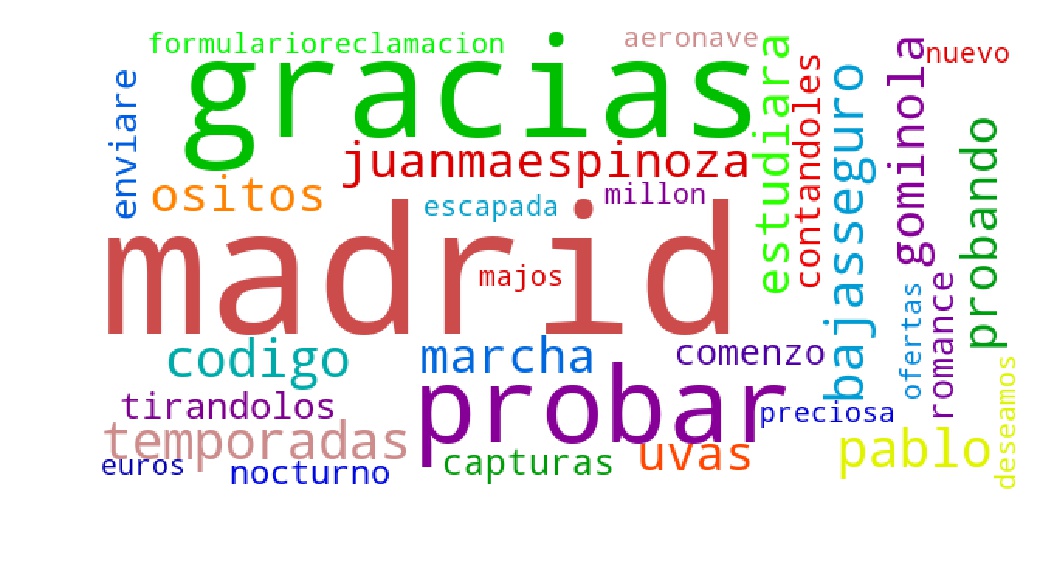 formularioreclamacion
aeronave
gracias
nuevo
enviare
estudiara
contandoles
bajasseguro
gominola
probando
juanmaespinoza
ositos
escapada
millon
madrid
majos
codigo
marcha
comenzo
ofertas
romance
tirandolos
probar
preciosa
temporadas
uvas
pablo
deseamos
euros
nocturno
capturas